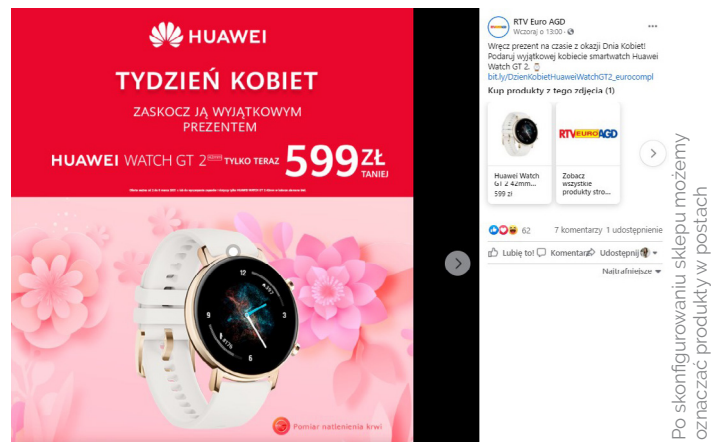 HUAWEI
TYDZIEŃ KOBIET
ZASKOCZ JĄ WYJĄTKOWYM
PREZENTEM
HUAWEI WATCH GT 2 TYLKO TERAZ 599 ZŁ
TANIEJ
12
9
3
6
Pomiar natlenienia krwi
RTV Euro AGD
Wczoraj o 13:00
Wręcz prezent na czasie z okazji Dnia Kobiet!
Podaruj wyjątkowej kobiecie smartwatch Huawei
Watch GT 2.
bit.ly/DzienKobietHuaweiWatchGT2_eurocompl
Kup produkty z tego zdjęcia (1)
RTV EURO AGD
Huawei Watch
GT 2 42mm...
599 zł
Zobacz
wszystkie
produkty stro...
62
7 komentarzy 1 udostępnienie
Lubię to! Komentarz Udostępnij
Najtrafniejsze
Po skonfigurowaniu sklepu możemy
oznaczać produkty w postach